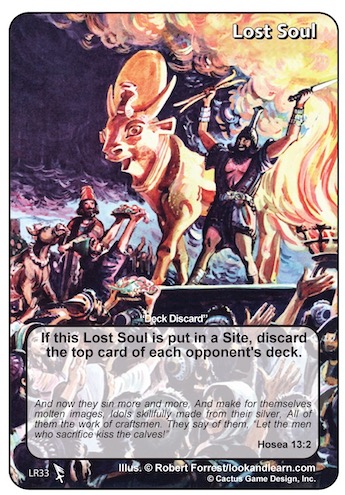 Lost Soul
"Deck Discard"
If this Lost Soul is put in a Site, discard
the top card of each opponent's deck.
And now they sin more and more, And make for themselves
molten images, Idols skillfully made from their silver, All of
them the work of craftsmen. They say of them, "Let the men
who sacrifice kiss the calves!"
Hosea 13:2
LR33
Illus. © Robert Forrest/lookandlearn.com
© Cactus Game Design, Inc.